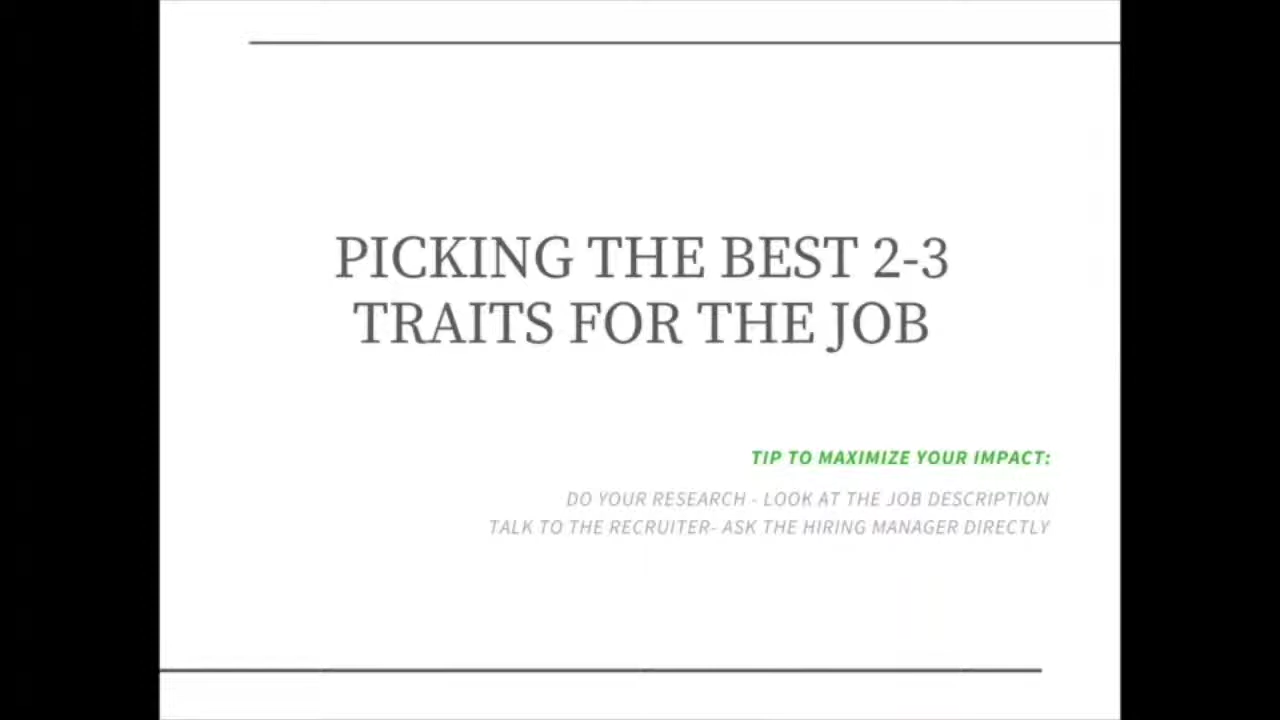 PICKING THE BEST 2-3
TRAITS FOR THE JOB
TIP TO MAXIMIZE YOUR IMPACT:
DO YOUR RESEARCH - LOOK AT THE JOB DESCRIPTION
TALK TO THE RECRUITER- ASK THE HIRING MANAGER DIRECTLY